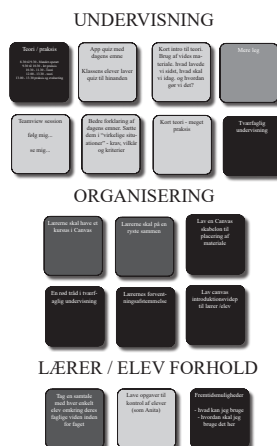 UNDERVISNING
Teori / praksis
App quiz med
dagens emne
Klassens elever laver
quiz til hinanden
Kort intro til teori.
Brug af video ma-
teriale. hvad lavede
vi sidst, hvad skal
vi idag, og hvordan
gør vi det?
Mere leg
Teamview session
følg mig...
se mig...
Bedre forklaring af
dagens emner. Sætte
dem i "virkelige situ-
ationer" - krav, vilkår
og kriterier
Kort teori - meget
praksis
Tværfaglig
undervisning
ORGANISERING
Lærerne skal have et
kursus i Canvas
Lærerne skal på en
ryste sammen
Lav en Canvas
skabelon til
placering af
materiale
En rød tråd i tværf-
aglig undervisning
Lærernes forvent-
ningsafstemmelse
Lav canvas
introduktionsvideo
til lærer /elev
LÆRER / ELEV FORHOLD
Tag en samtale
med hver enkelt
elev omkring deres
faglige viden inden
for faget
Lave opgaver til
kontrol af elever
(som Anita)
Fremtidsmuligheder
- hvad kan jeg bruge
- hvordan skal jeg
bruge det her